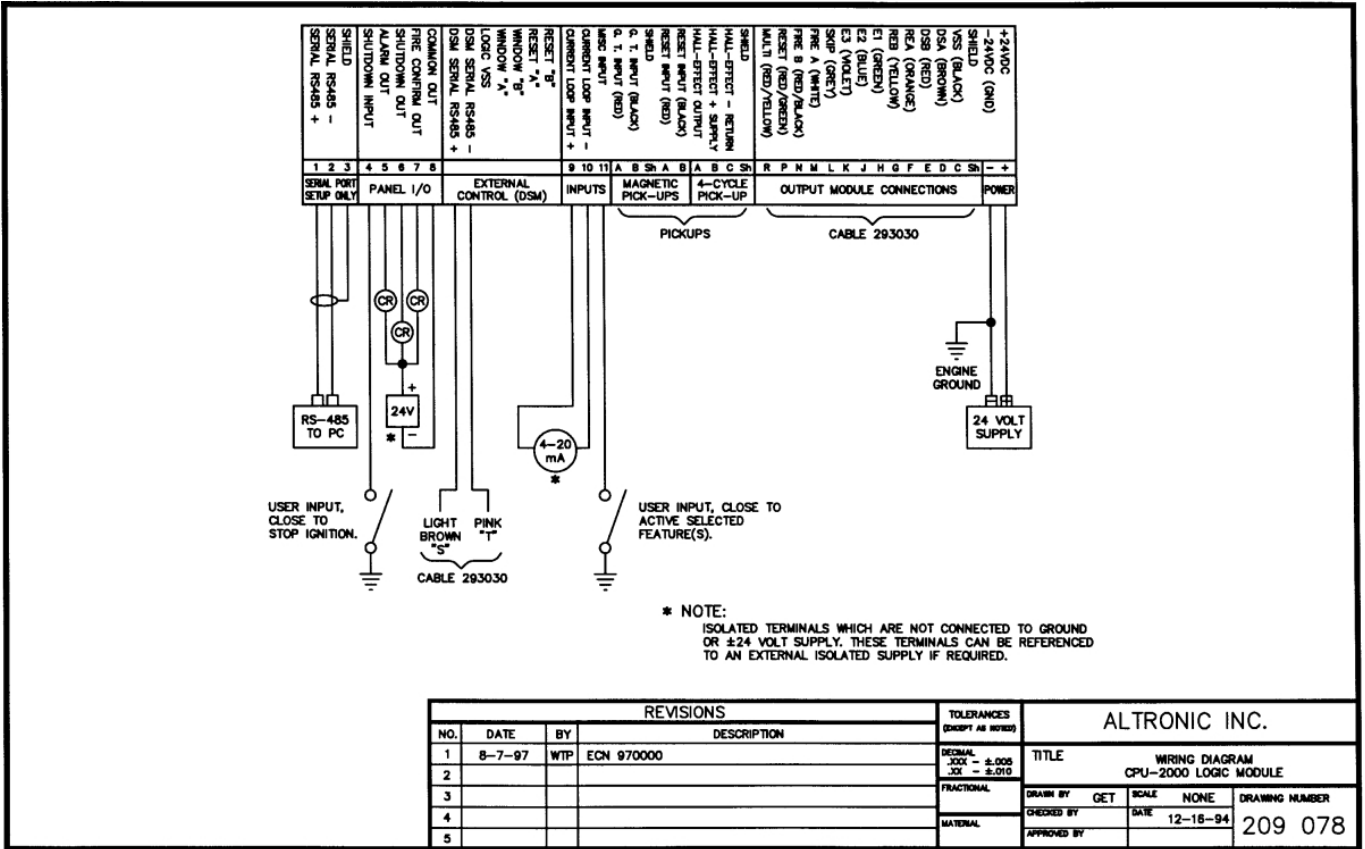 SERIAL RS485 +
SERIAL RS485 -
SHIELD
SHUTDOWN INPUT
ALARM OUT
SHUTDOWN OUT
FIRE CONFIRM OUT
COMMON OUT
DSM SERIAL RS485 +
DSM SERIAL RS485 -
LOGIC VSS
WINDOW "A"
WINDOW "B"
RESET "A"
RESET "B"
CURRENT LOOP INPUT +
CURRENT LOOP INPUT -
MISC INPUT
G. T. INPUT (RED)
G. T. INPUT (BLACK)
SHIELD
RESET INPUT (RED)
RESET INPUT (BLACK)
HALL-EFFECT OUTPUT
HALL-EFFECT + SUPPLY
HALL-EFFECT - RETURN
SHIELD
MULTI (RED/YELLOW)
RESET (RED/GREEN)
FIRE B (RED/BLACK)
FIRE A (WHITE)
SKIP (GREY)
E3 (VIOLET)
E2 (BLUE)
E1 (GREEN)
REB (YELLOW)
REA (ORANGE)
DSB (RED)
DSA (BROWN)
VSS (BLACK)
SHIELD
-24VDC (GND)
+24VDC
1 2 3 4 5 6 7 8 9 10 11 A B Sh A B A B C Sh R P N M L K J H G F E D C Sh - +
SERIAL PORT
SETUP ONLY
PANEL I/O
EXTERNAL
CONTROL (DSM)
INPUTS
MAGNETIC
PICK-UPS
4-CYCLE
PICK-UP
OUTPUT MODULE CONNECTIONS
POWER
PICKUPS
CABLE 293030
CR CR
CR
+
24V
* -
RS-485
TO PC
ENGINE
GROUND
24 VOLT
SUPPLY
4-20
mA
*
USER INPUT,
CLOSE TO
STOP IGNITION.
LIGHT
BROWN
"S"
PINK
"T"
CABLE 293030
USER INPUT, CLOSE TO
ACTIVE SELECTED
FEATURE(S).
* NOTE:
ISOLATED TERMINALS WHICH ARE NOT CONNECTED TO GROUND
OR ±24 VOLT SUPPLY. THESE TERMINALS CAN BE REFERENCED
TO AN EXTERNAL ISOLATED SUPPLY IF REQUIRED.
REVISIONS
NO. DATE BY DESCRIPTION
1 8-7-97 WTP ECN 970000
2
3
4
5
TOLERANCES
(EXCEPT AS NOTED)
DECIMAL
.XXX - ±.005
.XX - ±.010
FRACTIONAL
MATERIAL
ALTRONIC INC.
TITLE WIRING DIAGRAM
CPU-2000 LOGIC MODULE
DRAWN BY GET SCALE NONE DRAWING NUMBER
CHECKED BY DATE 12-16-94 209 078
APPROVED BY